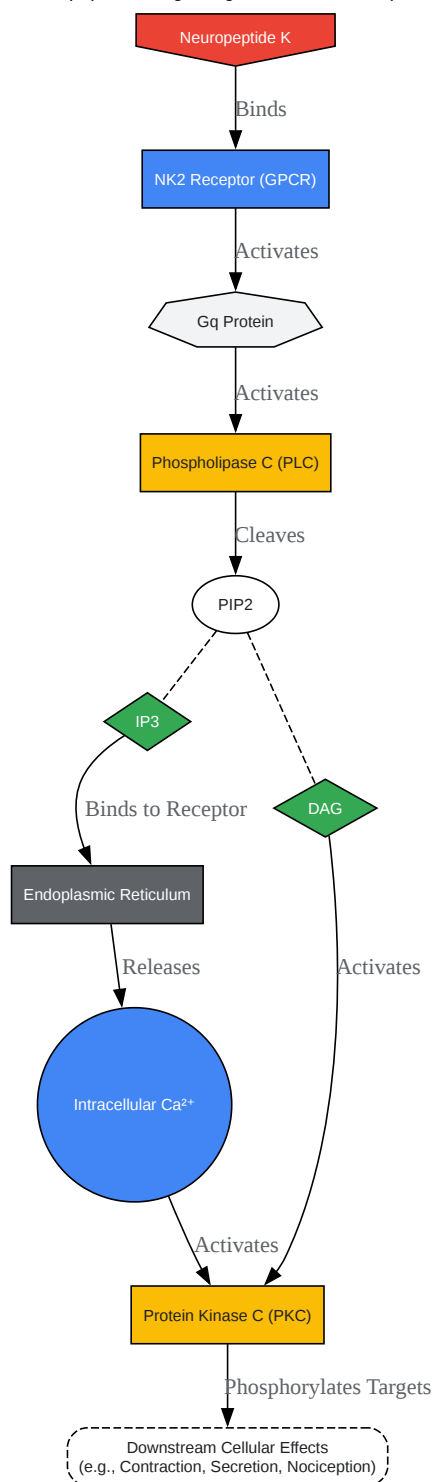 Neuropeptide K
Binds
NK2 Receptor (GPCR)
Activates
Gq Protein
Activates
Phospholipase C (PLC)
Cleaves
PIP2
IP3
DAG
Binds to Receptor
Endoplasmic Reticulum
Releases
Activates
Intracellular Ca²⁺
Activates
Protein Kinase C (PKC)
Phosphorylates Targets
Downstream Cellular Effects
(e.g., Contraction, Secretion, Nociception)